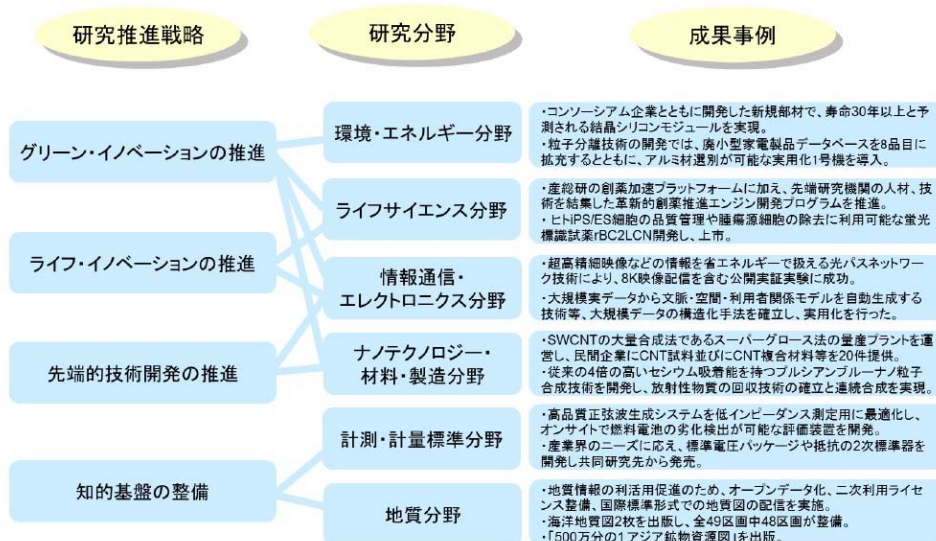 研究推進戦略
研究分野
成果事例
グリーン・イノベーションの推進
ライフ・イノベーションの推進
先端的技術開発の推進
知的基盤の整備
環境・エネルギー分野
・コンソーシアム企業とともに開発した新規部材で、寿命30年以上と予
測される結晶シリコンモジュールを実現。
・粒子分離技術の開発では、廃小型家電製品データベースを8品目に
拡充するとともに、アルミ材選別が可能な実用化1号機を導入。
ライフサイエンス分野
・産総研の創薬加速プラットフォームに加え、先端研究機関の人材、技
術を結集した革新的創薬推進エンジン開発プログラムを推進。
・ヒトiPS/ES細胞の品質管理や腫瘍源細胞の除去に利用可能な蛍光
標識試薬rBC2LCN開発し、上市。
情報通信・
エレクトロニクス分野
・超高精細映像などの情報を省エネルギーで扱える光パスネットワー
ク技術により、8K映像配信を含む公開実証実験に成功。
・大規模実データから文脈・空間・利用者関係モデルを自動生成する
技術等、大規模データの構造化手法を確立し、実用化を行った。
ナノテクノロジー・
材料・製造分野
・SWCNTの大量合成法であるスーパーグロース法の量産プラントを運
営し、民間企業にCNT試料並びにCNT複合材料等を20件提供。
・従来の4倍の高いセシウム吸着能を持つプルシアンブルーナノ粒子
合成技術を開発し、放射性物質の回収技術の確立と連続合成を実現。
計測・計量標準分野
・高品質正弦波生成システムを低インピーダンス測定用に最適化し、
オンサイトで燃料電池の劣化検出が可能な評価装置を開発。
・産業界のニーズに応え、標準電圧パッケージや抵抗の2次標準器を
開発し共同研究先から発売。
地質分野
・地質情報の利活用促進のため、オープンデータ化、二次利用ライセ
ンス整備、国際標準形式での地質図の配信を実施。
・海洋地質図2枚を出版し、全49区画中48区画が整備。
・「500万分の1アジア鉱物資源図」を出版。